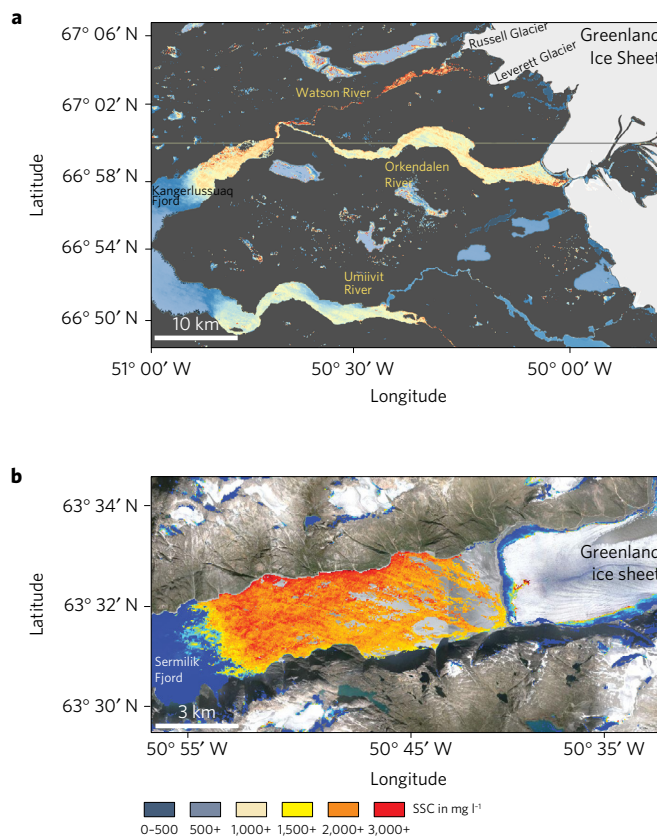 a
67° 06′ N
67° 02′ N
66° 58′ N
66° 54′ N
66° 50′ N
Latitude
Russell Glacier
Leverett Glacier
Greenland
Ice Sheet
Watson River
Orkendalen
River
Kangerlussuaq
Fjord
Umiivit
River
10 km
51° 00′ W
50° 30′ W
50° 00′ W
Longitude
b
63° 34′ N
63° 33′ N
63° 32′ N
63° 30′ N
Latitude
Greenland
ice sheet
Sermilik
Fjord
3 km
50° 55′ W
50° 45′ W
50° 35′ W
Longitude
SSC in mg l⁻¹
0–500
500+
1,000+
1,500+
2,000+
3,000+